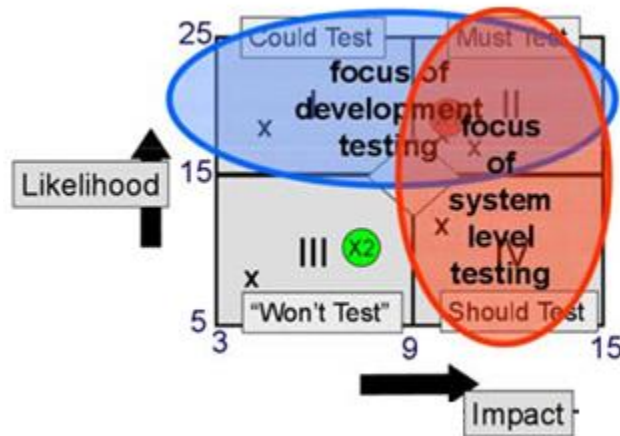 25
Could Test
Must Test
focus of
development
testing
I
II
x
x
focus
of
system
level
testing
Likelihood
15
III
X2
x
x
IV
"Won't Test"
Should Test
5
3
9
15
Impact